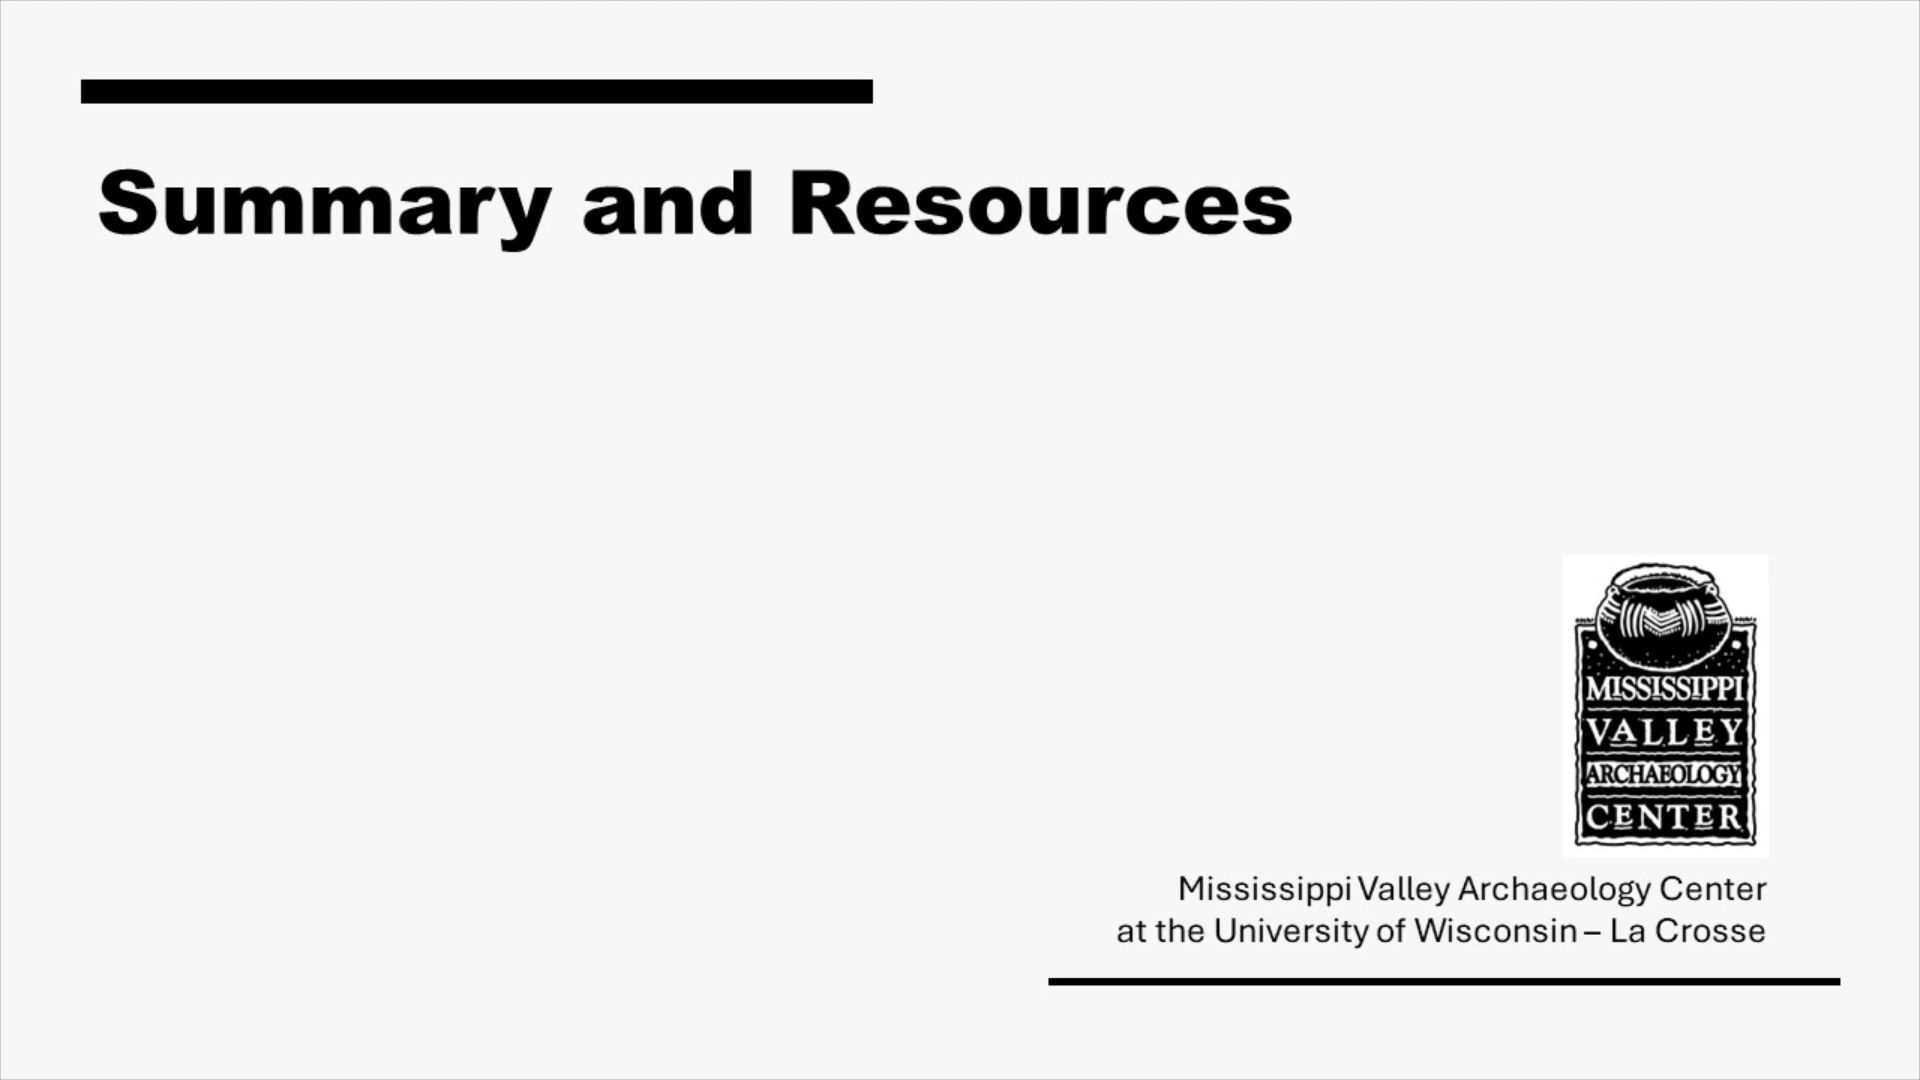 Summary and Resources
MISSISSIPPI
VALLEY
ARCHAEOLOGY
CENTER
Mississippi Valley Archaeology Center
at the University of Wisconsin – La Crosse